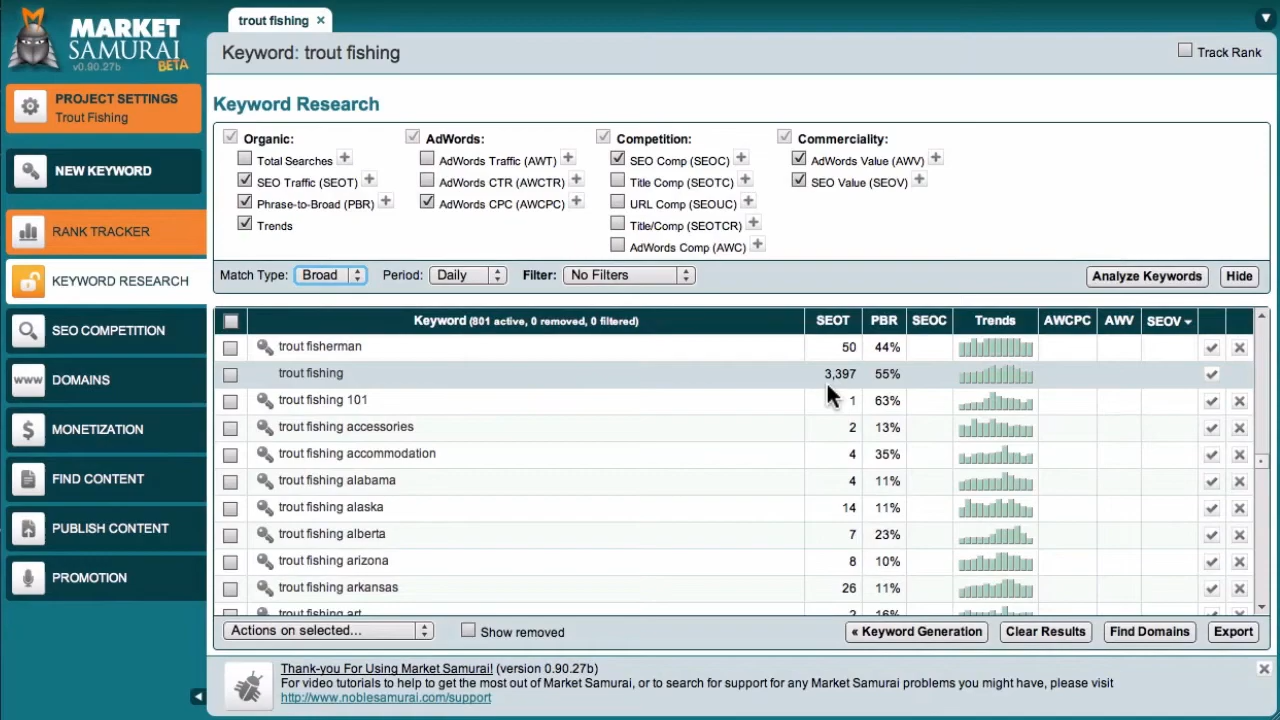 MARKET
SAMURAI
v0.90.27b BETA
trout fishing ×
Keyword: trout fishing
Track Rank
PROJECT SETTINGS
Trout Fishing
NEW KEYWORD
RANK TRACKER
KEYWORD RESEARCH
SEO COMPETITION
WWW DOMAINS
$ MONETIZATION
FIND CONTENT
PUBLISH CONTENT
PROMOTION
Keyword Research
Organic: AdWords: Competition: Commerciality:
Total Searches + AdWords Traffic (AWT) + SEO Comp (SEOC) + AdWords Value (AWV) +
SEO Traffic (SEOT) + AdWords CTR (AWCTR) + Title Comp (SEOTC) + SEO Value (SEOV) +
Phrase-to-Broad (PBR) + AdWords CPC (AWCPC) + URL Comp (SEOUC) +
Trends Title/Comp (SEOTCR) +
AdWords Comp (AWC) +
Match Type: Broad Period: Daily Filter: No Filters Analyze Keywords Hide
Keyword (801 active, 0 removed, 0 filtered) SEOT PBR SEOC Trends AWCPC AWV SEOV
trout fisherman 50 44%
trout fishing 3,397 55%
trout fishing 101 1 63%
trout fishing accessories 2 13%
trout fishing accommodation 4 35%
trout fishing alabama 4 11%
trout fishing alaska 14 11%
trout fishing alberta 7 23%
trout fishing arizona 8 10%
trout fishing arkansas 26 11%
trout fishing art 2 16%
Actions on selected... Show removed « Keyword Generation Clear Results Find Domains Export
Thank-you For Using Market Samurai! (version 0.90.27b)
For video tutorials to help to get the most out of Market Samurai, or to search for support for any Market Samurai problems you might have, please visit
http://www.noblesamurai.com/support